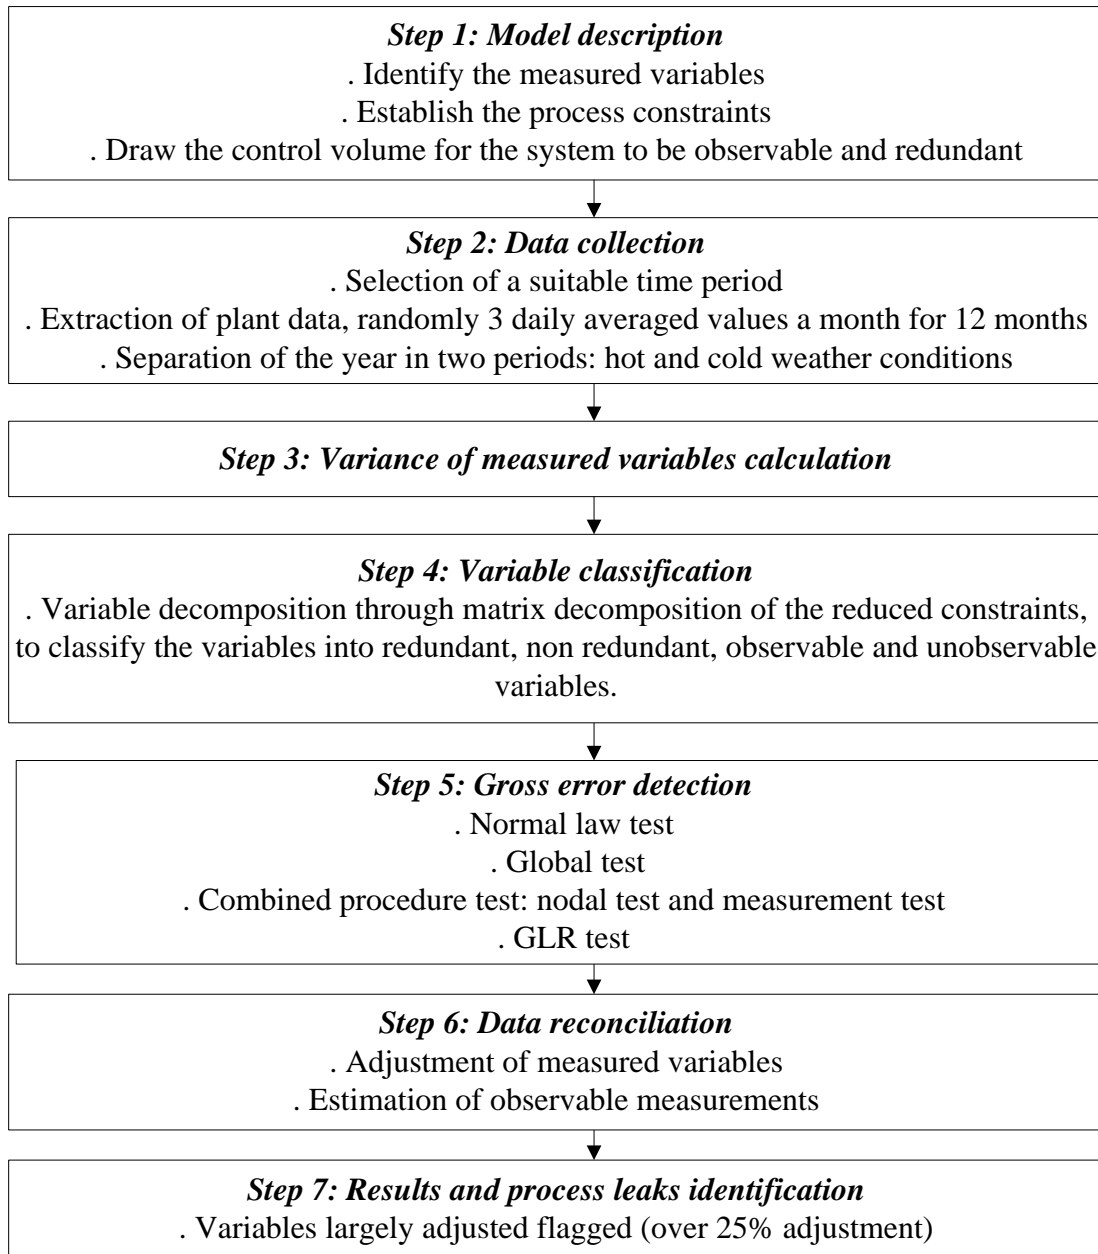 Step 1: Model description
. Identify the measured variables
. Establish the process constraints
. Draw the control volume for the system to be observable and redundant
Step 2: Data collection
. Selection of a suitable time period
. Extraction of plant data, randomly 3 daily averaged values a month for 12 months
. Separation of the year in two periods: hot and cold weather conditions
Step 3: Variance of measured variables calculation
Step 4: Variable classification
. Variable decomposition through matrix decomposition of the reduced constraints,
to classify the variables into redundant, non redundant, observable and unobservable
variables.
Step 5: Gross error detection
. Normal law test
. Global test
. Combined procedure test: nodal test and measurement test
. GLR test
Step 6: Data reconciliation
. Adjustment of measured variables
. Estimation of observable measurements
Step 7: Results and process leaks identification
. Variables largely adjusted flagged (over 25% adjustment)